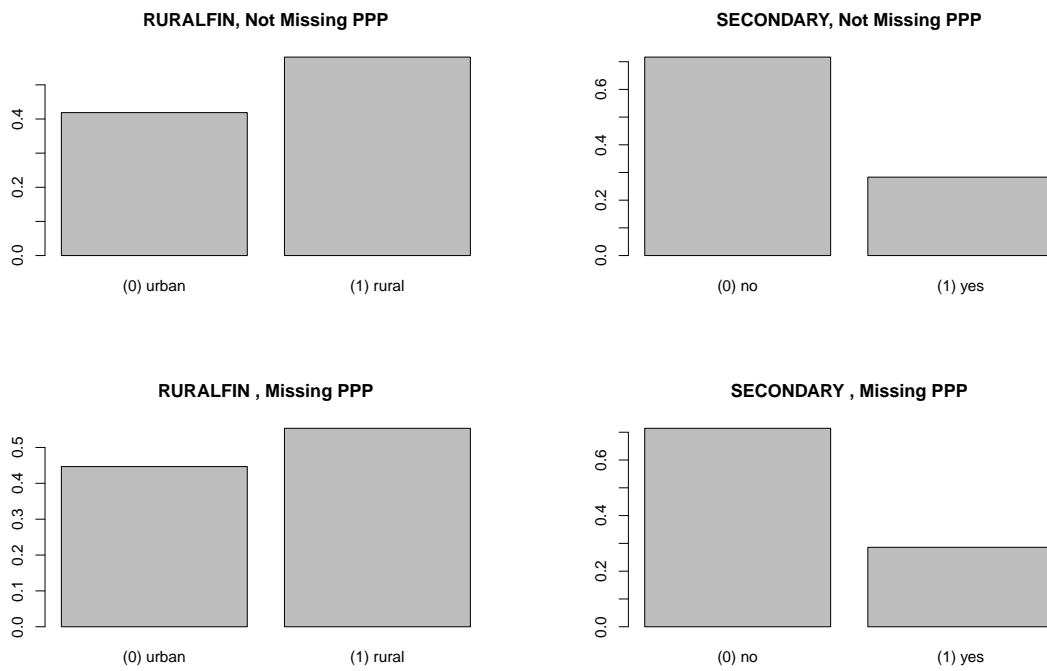 RURALFIN, Not Missing PPP
0.0
0.2
0.4
(0) urban
(1) rural
SECONDARY, Not Missing PPP
0.0
0.2
0.4
0.6
(0) no
(1) yes
RURALFIN , Missing PPP
0.0
0.1
0.2
0.3
0.4
0.5
(0) urban
(1) rural
SECONDARY , Missing PPP
0.0
0.2
0.4
0.6
(0) no
(1) yes